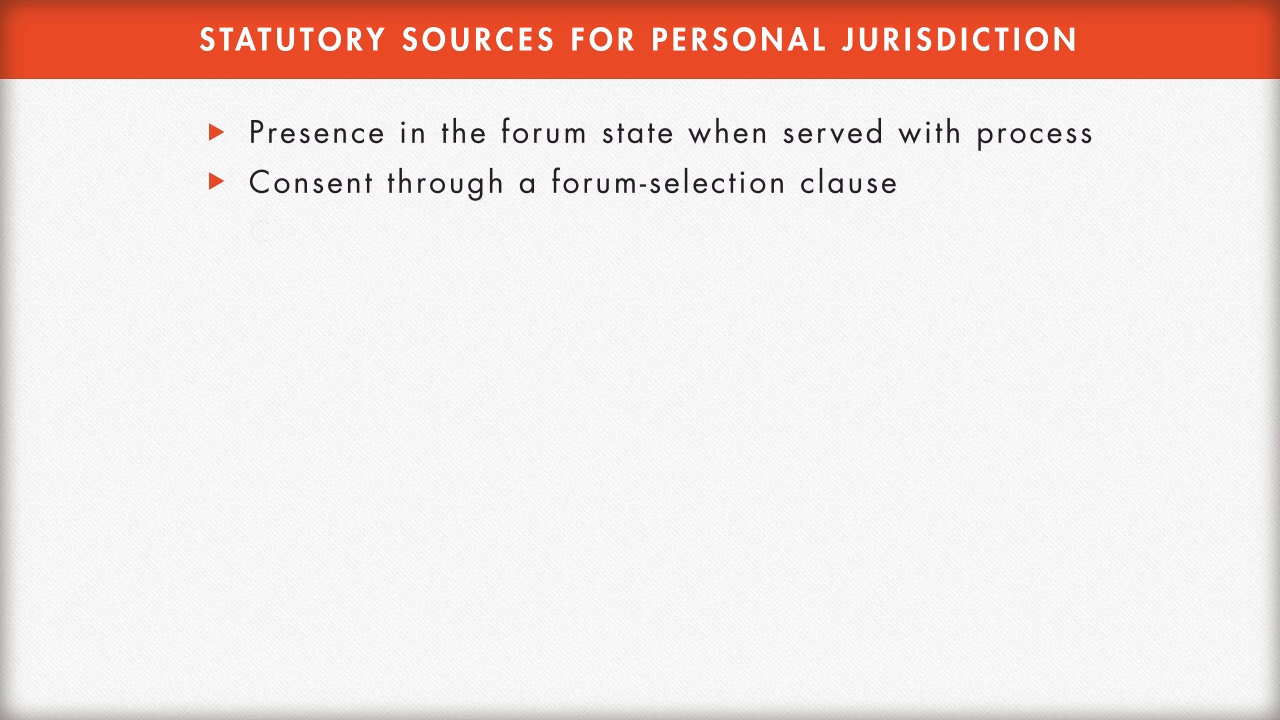 STATUTORY SOURCES FOR PERSONAL JURISDICTION
Presence in the forum state when served with process
Consent through a forum-selection clause
C